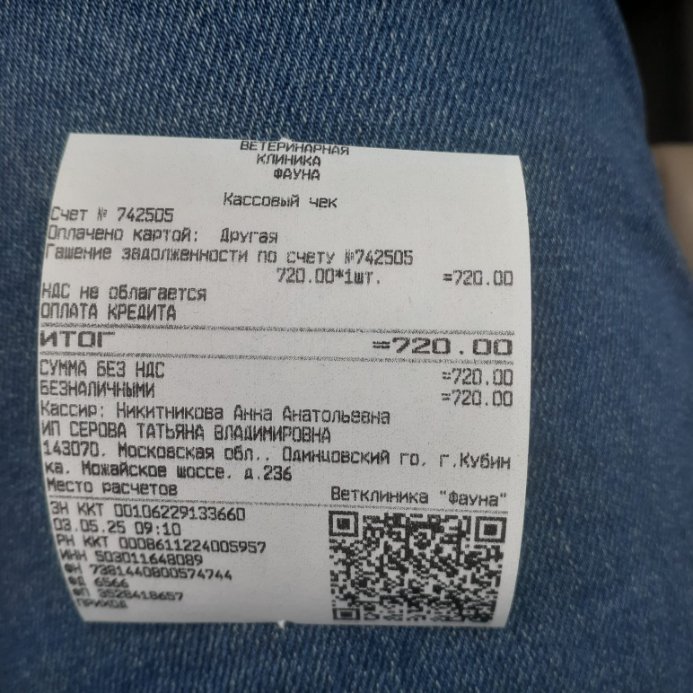 ВЕТЕРИНАРНАЯ
КЛИНИКА
ФАУНА
Кассовый чек
Счет № 742505
Оплачено картой: Другая
Гашение задолженности по счету №742505
720.00*1шт. =720.00
НДС не облагается
ОПЛАТА КРЕДИТА
ИТОГ =720.00
СУММА БЕЗ НДС =720.00
БЕЗНАЛИЧНЫМИ =720.00
Кассир: Никитникова Анна Анатольевна
ИП СЕРОВА ТАТЬЯНА ВЛАДИМИРОВНА
143070, Московская обл., Одинцовский го, г.Кубин
ка, Можайское шоссе, д.236
Место расчетов Ветклиника "Фауна"
ЗН ККТ 00106229133660
03.05.25 09:10
РН ККТ 0008611224005957
ИНН 503011648089
ФН 7381440800574744
ФД 6566
ФП 3528418657
ПРИХОД